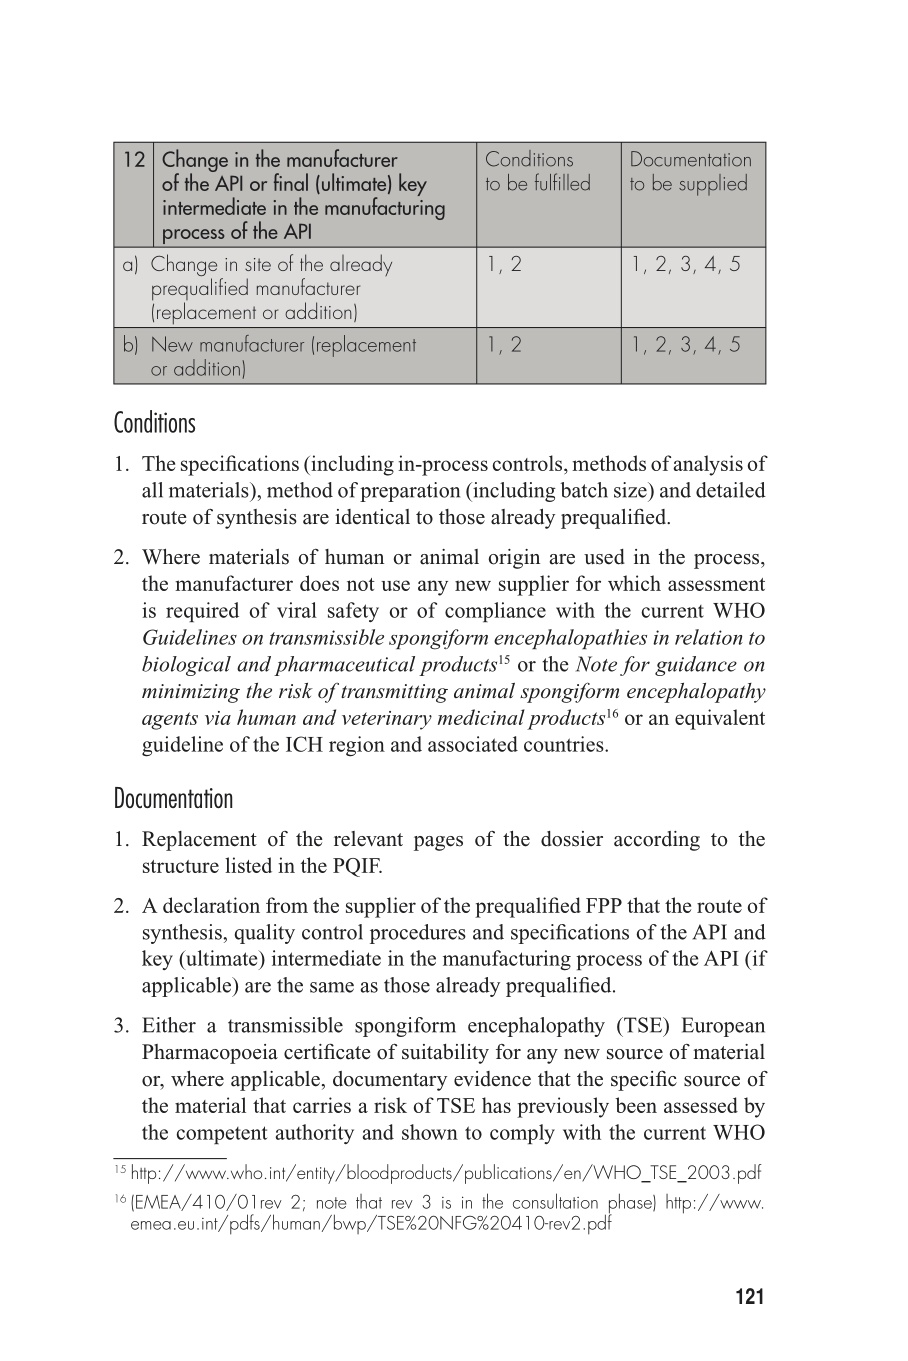 12 Change in the manufacturer
of the API or final (ultimate) key
intermediate in the manufacturing
process of the API
Conditions
to be fulfilled
Documentation
to be supplied
a) Change in site of the already
prequalified manufacturer
(replacement or addition)
1, 2
1, 2, 3, 4, 5
b) New manufacturer (replacement
or addition)
1, 2
1, 2, 3, 4, 5
Conditions
1. The specifications (including in-process controls, methods of analysis of
all materials), method of preparation (including batch size) and detailed
route of synthesis are identical to those already prequalified.
2. Where materials of human or animal origin are used in the process,
the manufacturer does not use any new supplier for which assessment
is required of viral safety or of compliance with the current WHO
Guidelines on transmissible spongiform encephalopathies in relation to
biological and pharmaceutical products15 or the Note for guidance on
minimizing the risk of transmitting animal spongiform encephalopathy
agents via human and veterinary medicinal products16 or an equivalent
guideline of the ICH region and associated countries.
Documentation
1. Replacement of the relevant pages of the dossier according to the
structure listed in the PQIF.
2. A declaration from the supplier of the prequalified FPP that the route of
synthesis, quality control procedures and specifications of the API and
key (ultimate) intermediate in the manufacturing process of the API (if
applicable) are the same as those already prequalified.
3. Either a transmissible spongiform encephalopathy (TSE) European
Pharmacopoeia certificate of suitability for any new source of material
or, where applicable, documentary evidence that the specific source of
the material that carries a risk of TSE has previously been assessed by
the competent authority and shown to comply with the current WHO
15 http://www.who.int/entity/bloodproducts/publications/en/WHO_TSE_2003.pdf
16 (EMEA/410/01rev 2; note that rev 3 is in the consultation phase) http://www.
emea.eu.int/pdfs/human/bwp/TSE%20NFG%20410-rev2.pdf
121